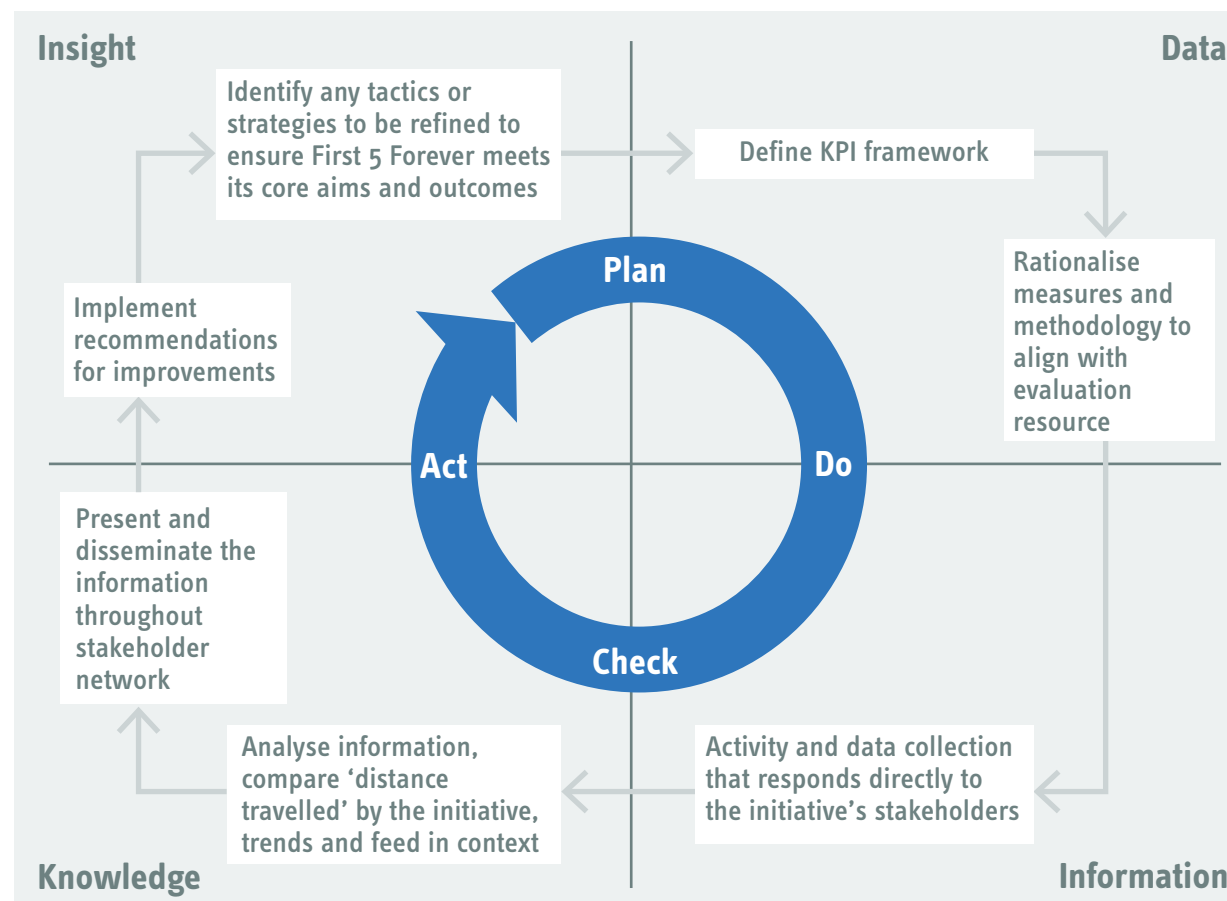 Insight
Data
Identify any tactics or
strategies to be refined to
ensure First 5 Forever meets
its core aims and outcomes
Define KPI framework
Rationalise
measures and
methodology to
align with
evaluation
resource
Plan
Implement
recommendations
for improvements
Act
Do
Present and
disseminate the
information
throughout
stakeholder
network
Check
Analyse information,
compare ‘distance
travelled’ by the initiative,
trends and feed in context
Activity and data collection
that responds directly to
the initiative’s stakeholders
Knowledge
Information